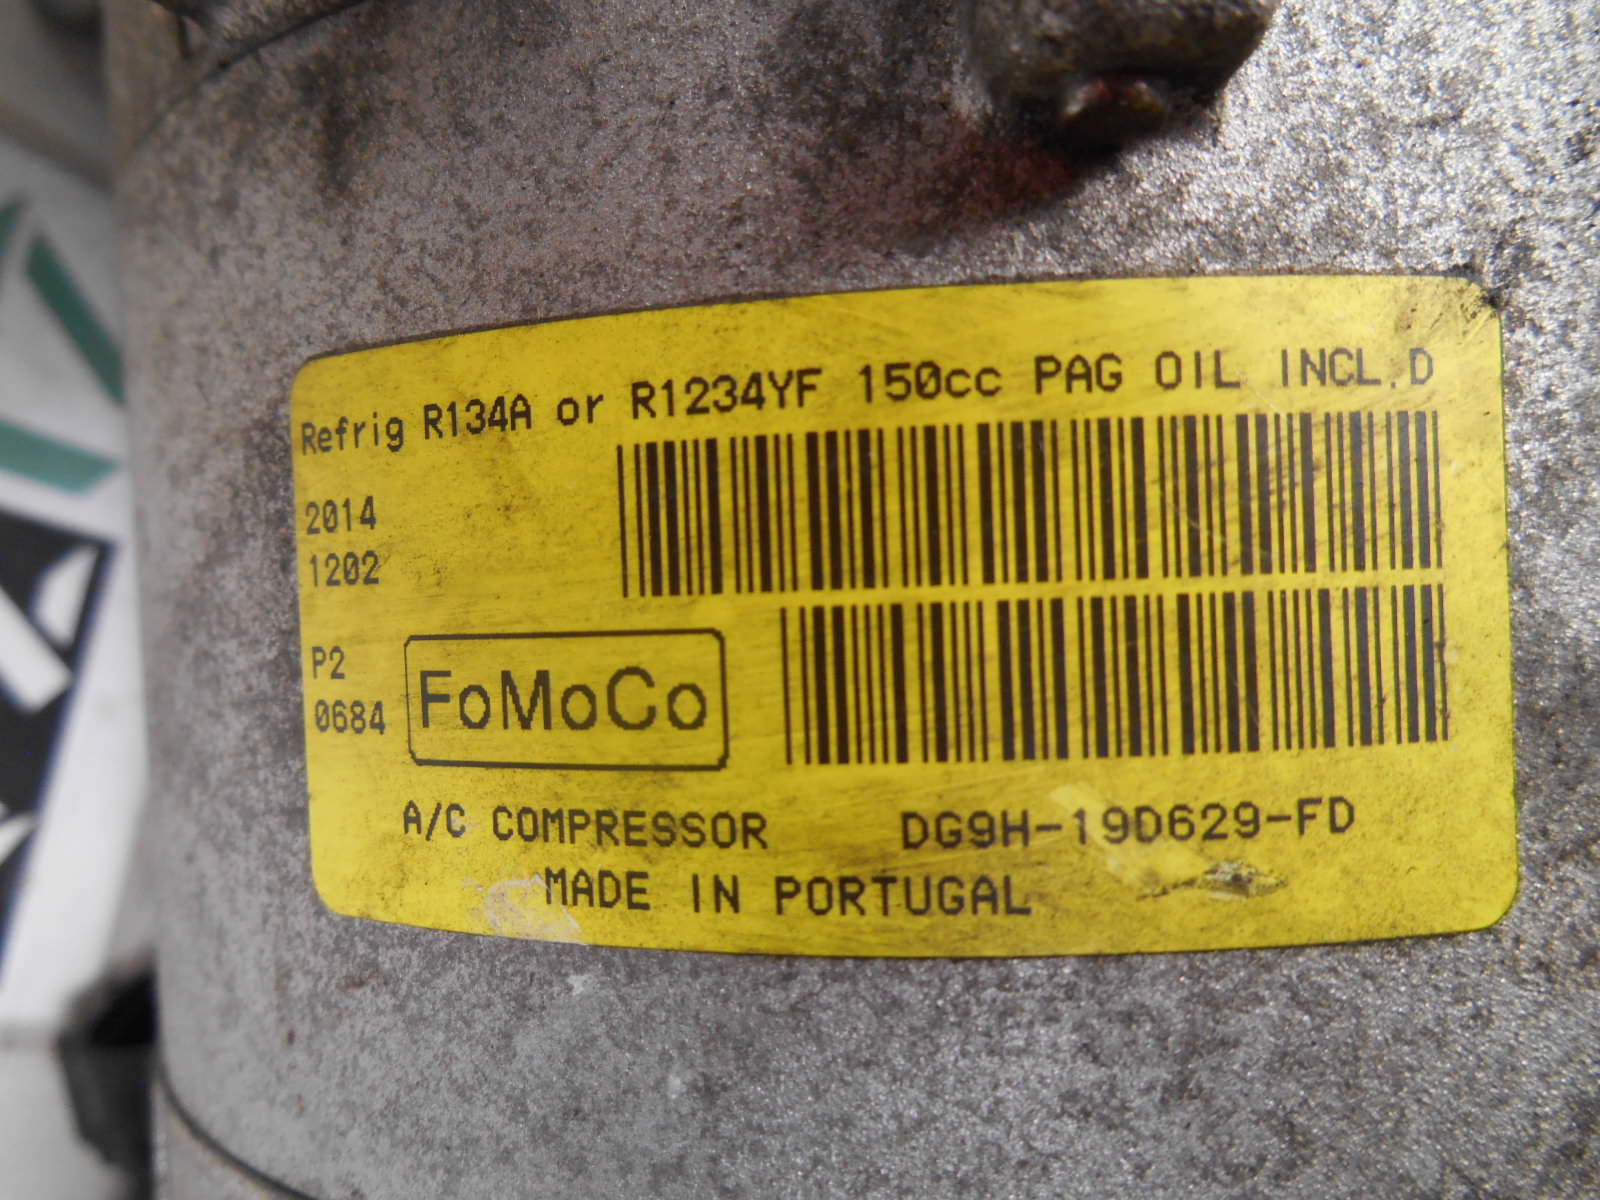 Refrig R134A or R1234YF 150cc PAG OIL INCL.D
2014
1202
P2
0684
FoMoCo
A/C COMPRESSOR DG9H-19D629-FD
MADE IN PORTUGAL